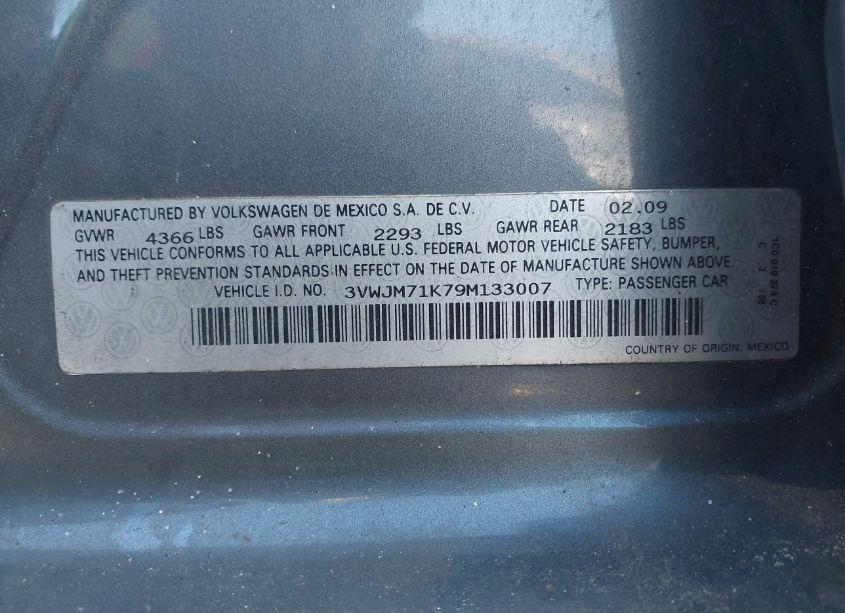 MANUFACTURED BY VOLKSWAGEN DE MEXICO S.A. DE C.V. DATE 02.09
GVWR 4366 LBS GAWR FRONT 2293 LBS GAWR REAR 2183 LBS
THIS VEHICLE CONFORMS TO ALL APPLICABLE U.S. FEDERAL MOTOR VEHICLE SAFETY, BUMPER,
AND THEFT PREVENTION STANDARDS IN EFFECT ON THE DATE OF MANUFACTURE SHOWN ABOVE.
VEHICLE I.D. NO. 3VWJM71K79M133007 TYPE: PASSENGER CAR
COUNTRY OF ORIGIN: MEXICO